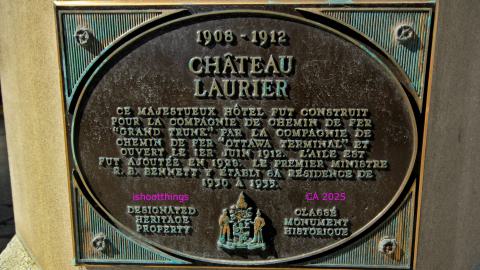 1908-1912
CHÂTEAU
LAURIER
CE MAJESTUEUX HÔTEL FUT CONSTRUIT
POUR LA COMPAGNIE DE CHEMIN DE FER
"GRAND TRUNK" PAR LA COMPAGNIE DE
CHEMIN DE FER "OTTAWA TERMINAL" ET
OUVERT LE 1ER JUIN 1912. L'AILE EST
FUT AJOUTÉE EN 1928. LE PREMIER MINISTRE
R. B. BENNETT Y ÉTABLI SA RÉSIDENCE DE
1930 À 1935.
ishootthings CA 2025
DESIGNATED
HERITAGE
PROPERTY
CLASSÉ
MONUMENT
HISTORIQUE